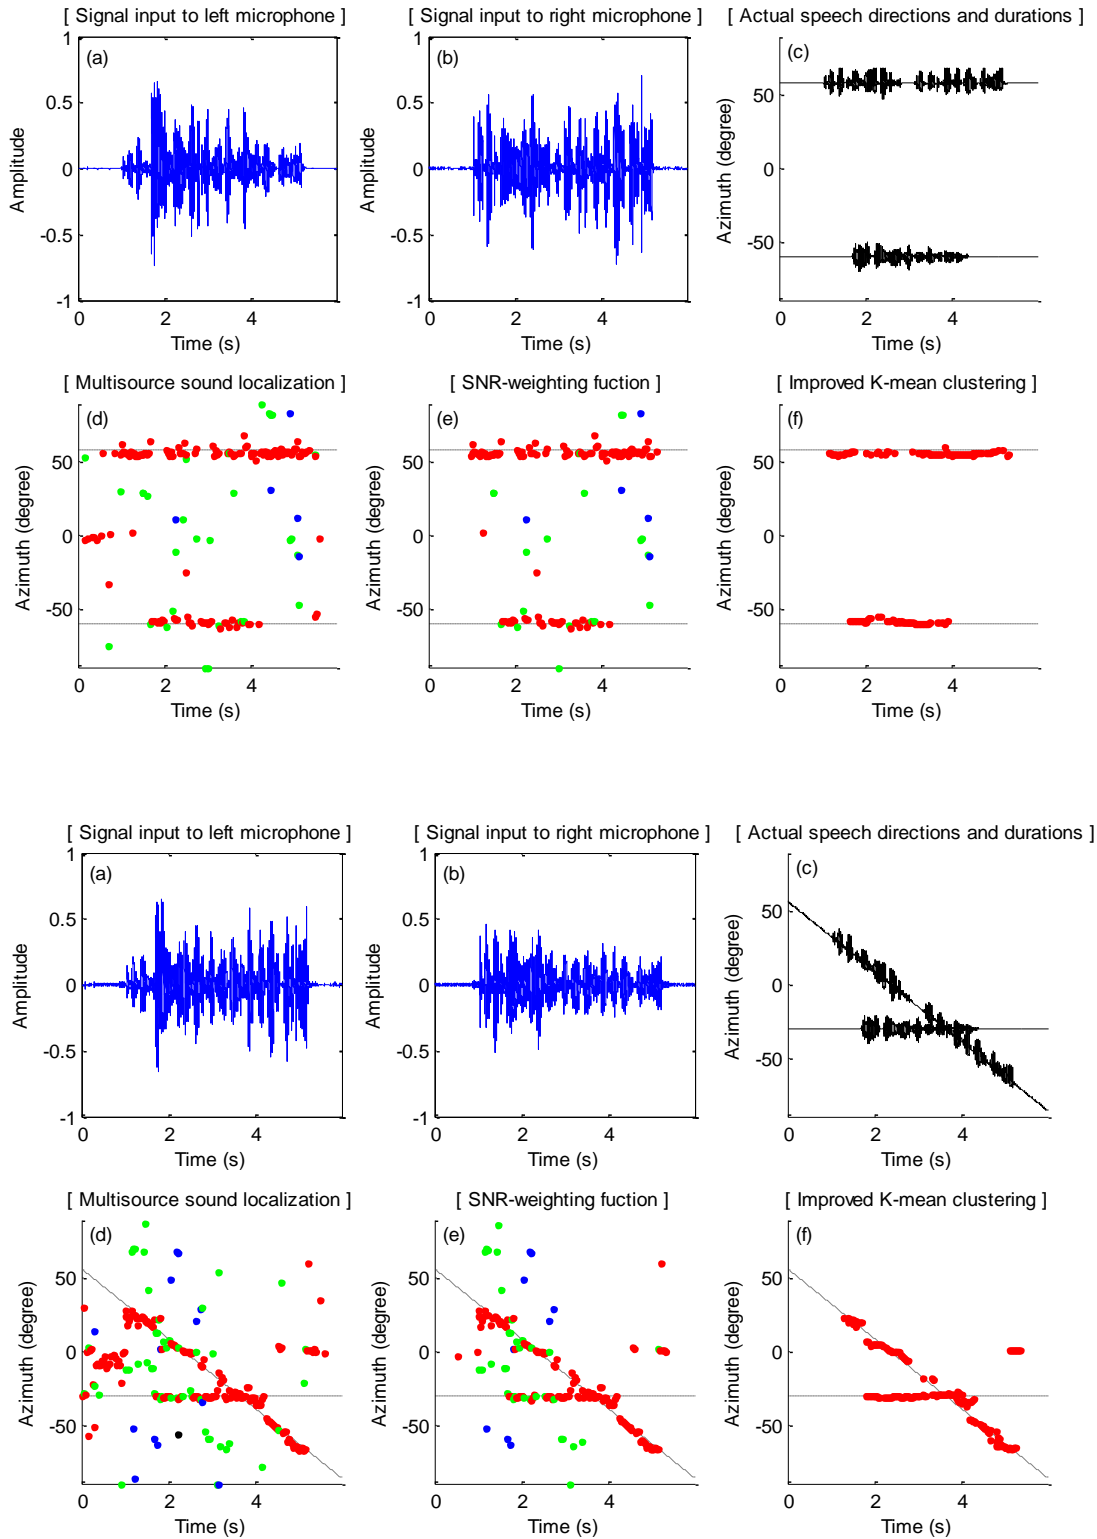 [ Signal input to left microphone ]
[ Signal input to right microphone ]
[ Actual speech directions and durations ]
(a)
(b)
(c)
1
0.5
0
-0.5
-1
Amplitude
0 2 4
Time (s)
1
0.5
0
-0.5
-1
Amplitude
0 2 4
Time (s)
50
0
-50
Azimuth (degree)
0 2 4
Time (s)
[ Multisource sound localization ]
[ SNR-weighting fuction ]
[ Improved K-mean clustering ]
(d)
(e)
(f)
50
0
-50
Azimuth (degree)
0 2 4
Time (s)
50
0
-50
Azimuth (degree)
0 2 4
Time (s)
50
0
-50
Azimuth (degree)
0 2 4
Time (s)
[ Signal input to left microphone ]
[ Signal input to right microphone ]
[ Actual speech directions and durations ]
(a)
(b)
(c)
1
0.5
0
-0.5
-1
Amplitude
0 2 4
Time (s)
1
0.5
0
-0.5
-1
Amplitude
0 2 4
Time (s)
50
0
-50
Azimuth (degree)
0 2 4
Time (s)
[ Multisource sound localization ]
[ SNR-weighting fuction ]
[ Improved K-mean clustering ]
(d)
(e)
(f)
50
0
-50
Azimuth (degree)
0 2 4
Time (s)
50
0
-50
Azimuth (degree)
0 2 4
Time (s)
50
0
-50
Azimuth (degree)
0 2 4
Time (s)